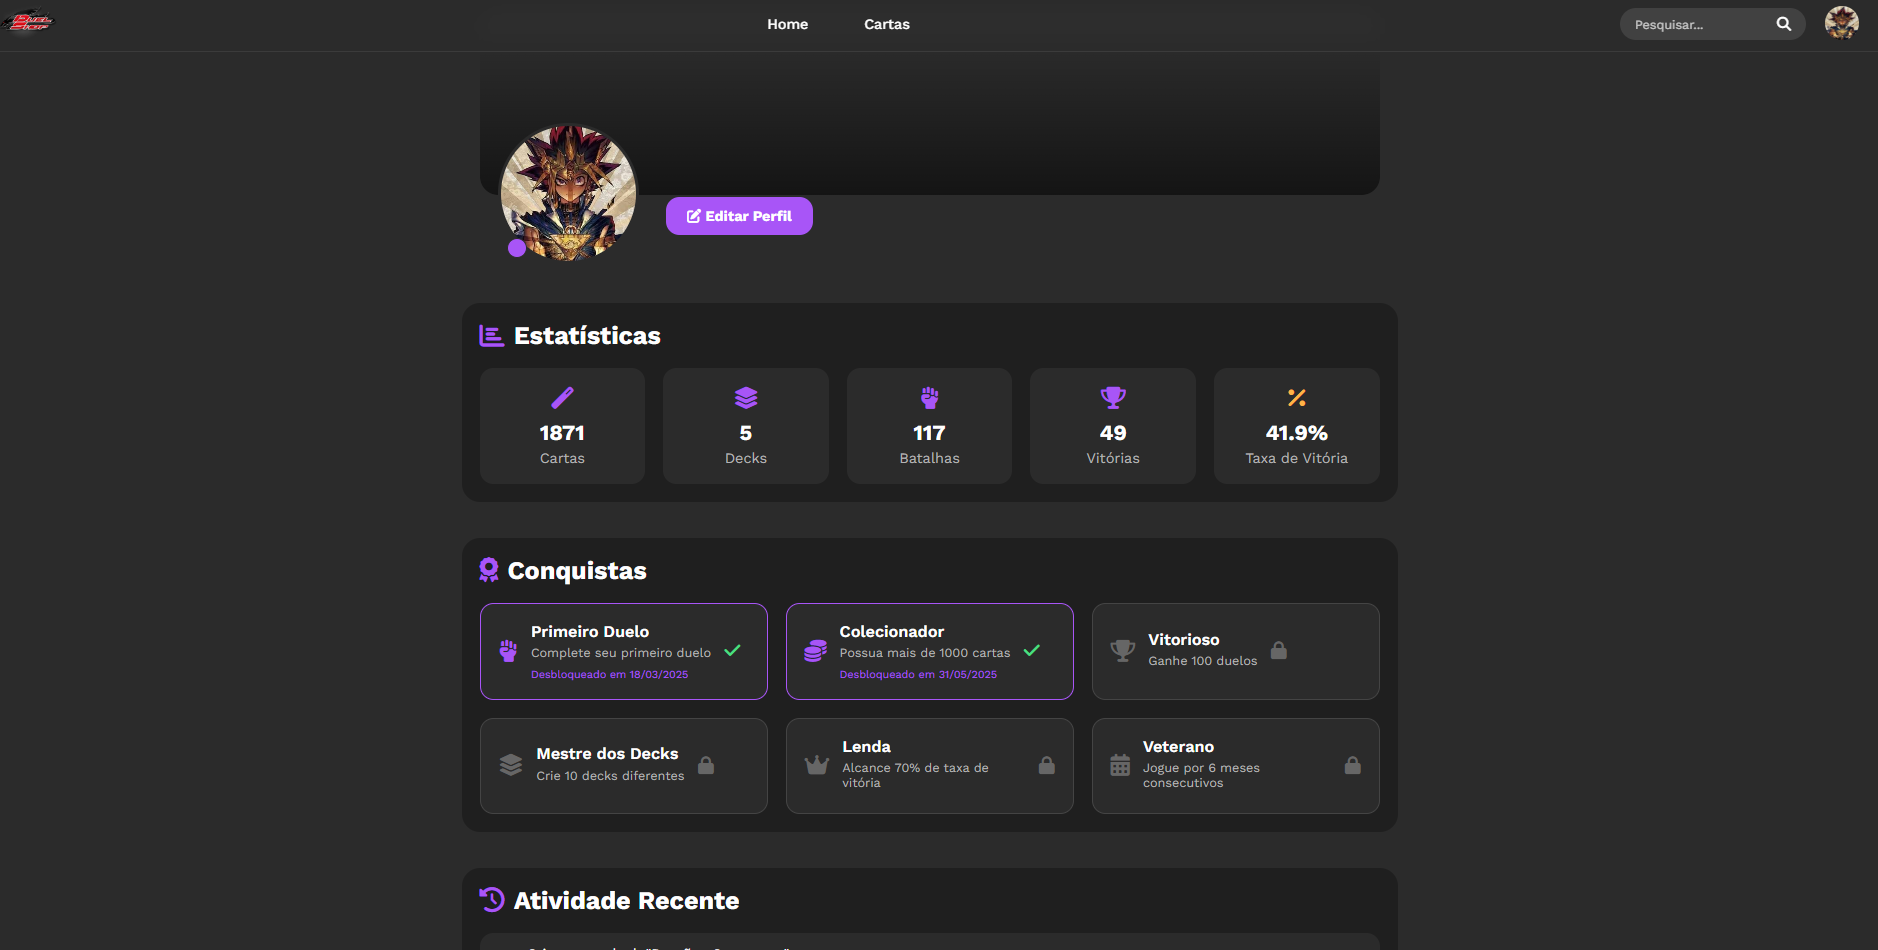 DUEL
Home
Cartas
Pesquisar...
Editar Perfil
Estatísticas
1871
Cartas
5
Decks
117
Batalhas
49
Vitórias
41.9%
Taxa de Vitória
Conquistas
Primeiro Duelo
Complete seu primeiro duelo
Desbloqueado em 18/03/2025
Colecionador
Possua mais de 1000 cartas
Desbloqueado em 31/05/2025
Vitorioso
Ganhe 100 duelos
Mestre dos Decks
Crie 10 decks diferentes
Lenda
Alcance 70% de taxa de
vitória
Veterano
Jogue por 6 meses
consecutivos
Atividade Recente